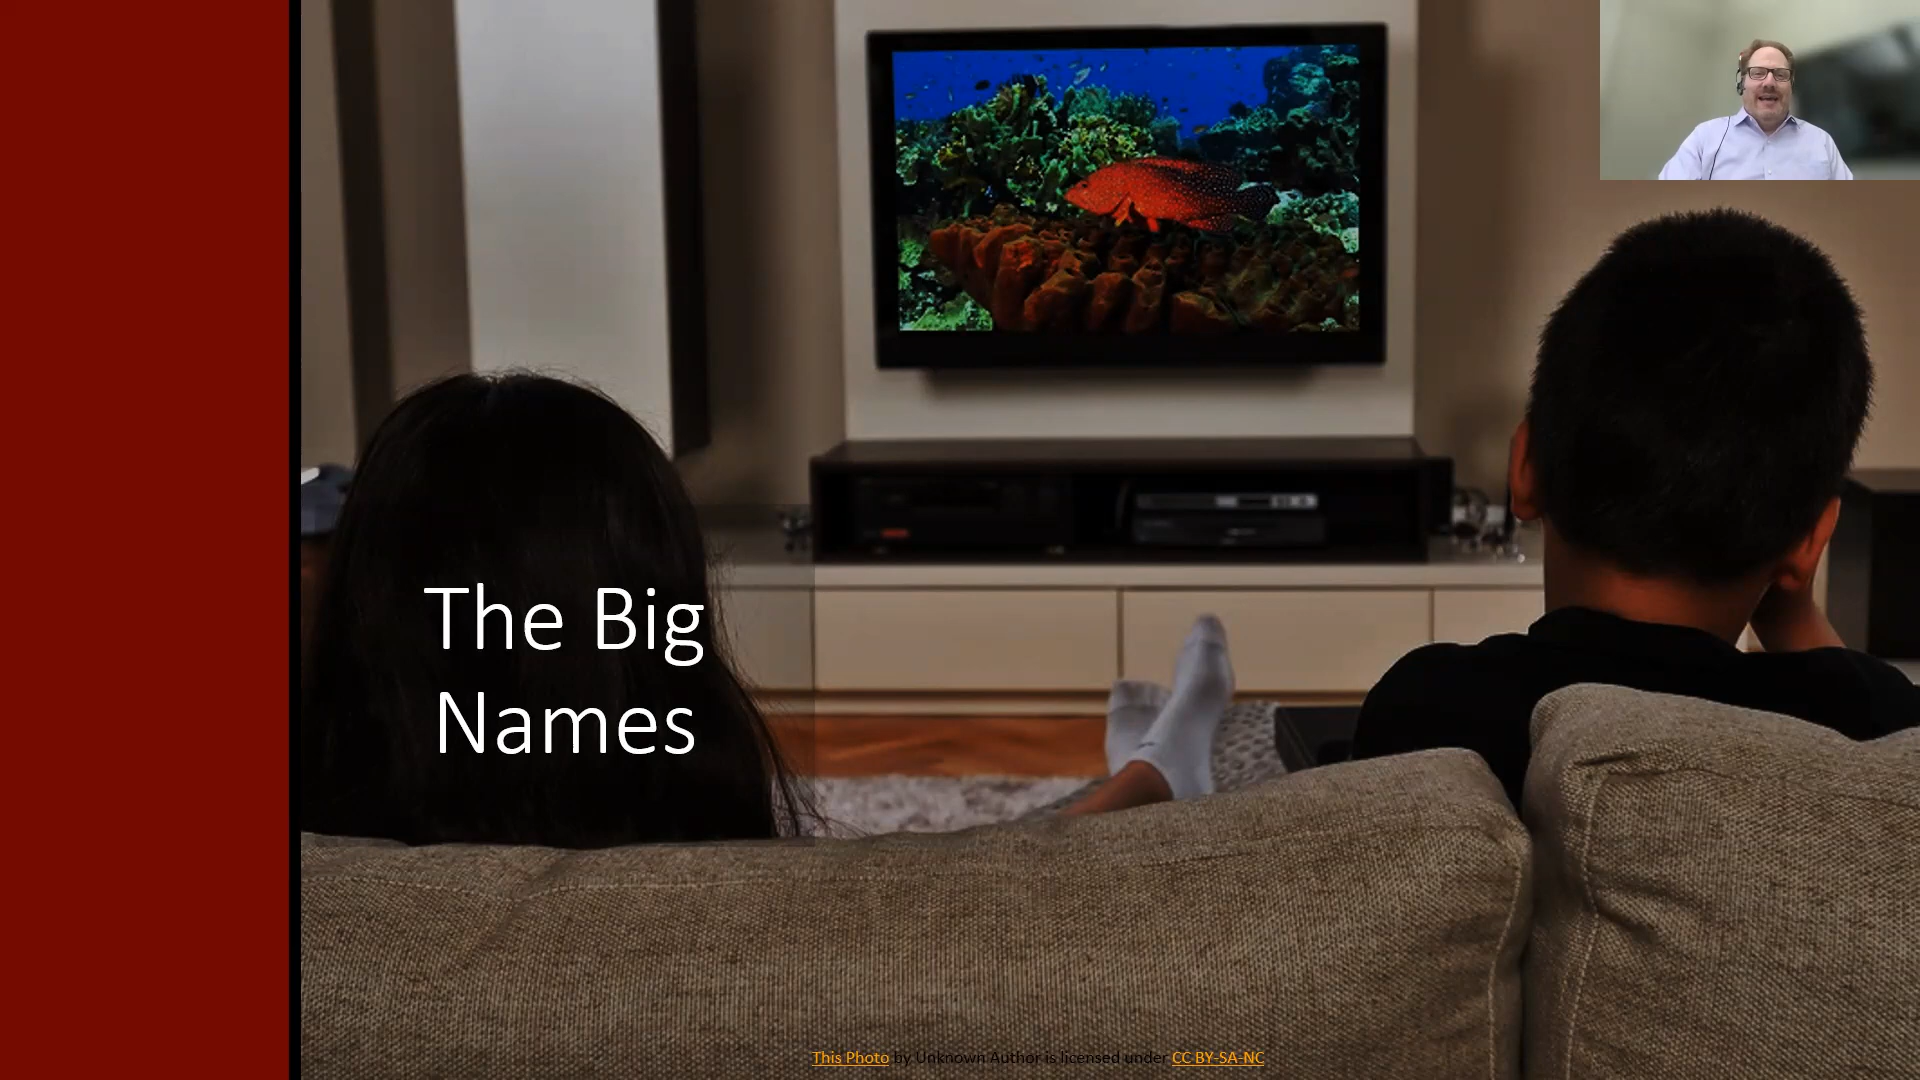 The Big
Names
This Photo by Unknown Author is licensed under CC BY-SA-NC